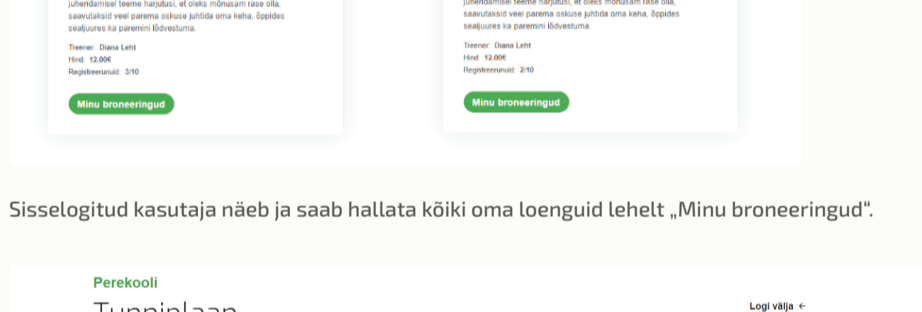 juhendamisel teeme harjutusi, et oleks mõnusam rase olla,
saavutaksid veel parema oskuse juhtida oma keha, õppides
sealjuures ka paremini lõdvestuma.
Treener: Diana Leht
Hind: 12.00€
Registreerunuid: 3/10
Minu broneeringud
juhendamisel teeme harjutusi, et oleks mõnusam rase olla,
saavutaksid veel parema oskuse juhtida oma keha, õppides
sealjuures ka paremini lõdvestuma.
Treener: Diana Leht
Hind: 12.00€
Registreerunuid: 2/10
Minu broneeringud
Sisselogitud kasutaja näeb ja saab hallata kõiki oma loenguid lehelt „Minu broneeringud“.
Perekooli
Tunniplaan
Logi välja ←